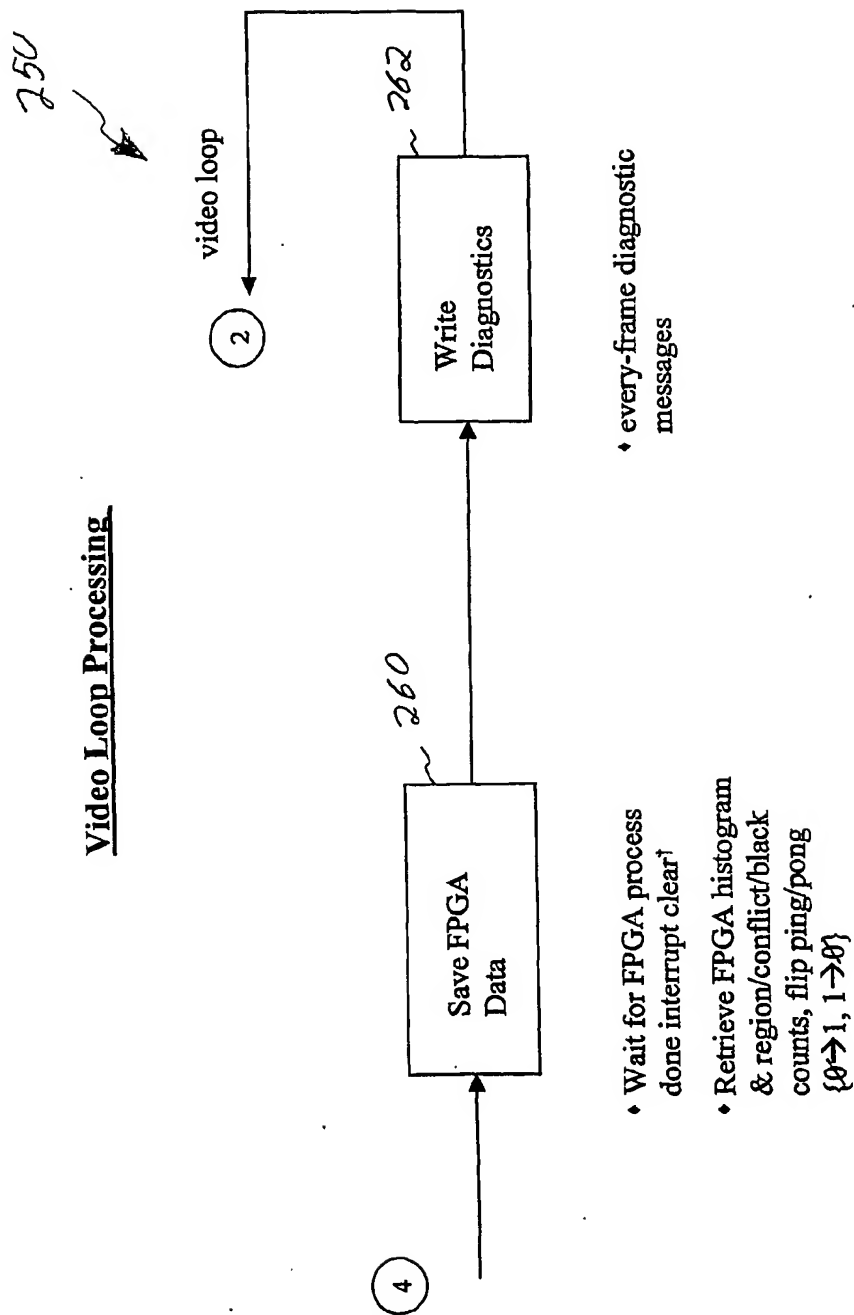 Video Loop Processing
250
4
260
Save FPGA
Data
• Wait for FPGA process
done interrupt clear†
• Retrieve FPGA histogram
& region/conflict/black
counts, flip ping/pong
{0→1, 1→0}
262
Write
Diagnostics
• every-frame diagnostic
messages
2
video loop